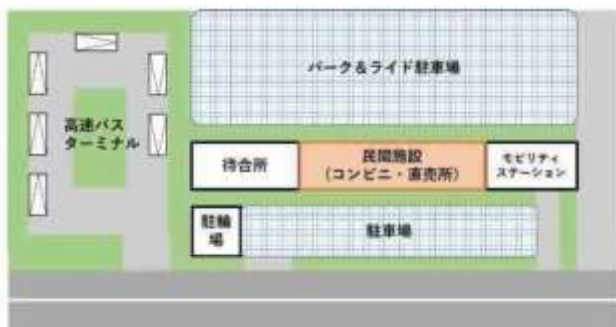 パーク＆ライド駐車場
高速バス
ターミナル
待合所
民間施設
（コンビニ・直売所）
モビリティ
ステーション
駐輪
場
駐車場